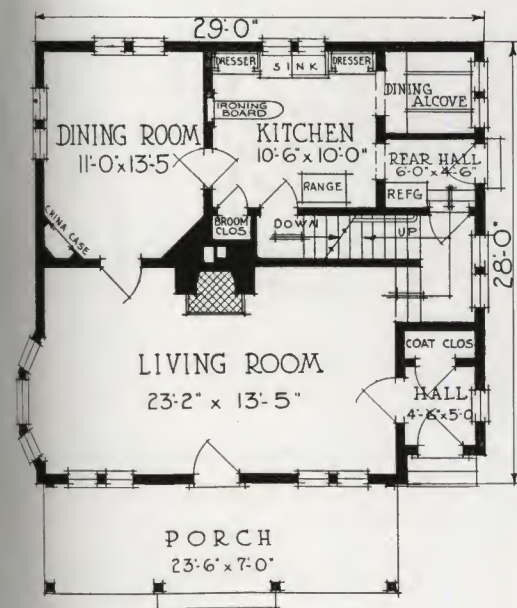 29'-0"
DRESSER
SINK
DRESSER
DINING
ALCOVE
IRONING
BOARD
DINING ROOM
11'-0"x13'-5
KITCHEN
10'-6" x 10'-0"
REAR HALL
6'-0"x4'-6"
RANGE
REFG
CHINA CASE
BROOM
CLOS
DOWN
UP
28'-0"
COAT CLOS
LIVING ROOM
23'-2" x 13'-5"
HALL
4'-6"x5'-0
PORCH
23'-6" x 7'-0"